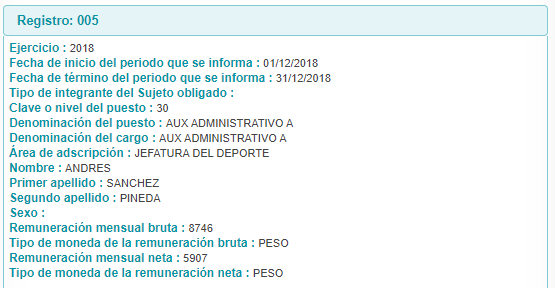 Registro: 005
Ejercicio : 2018
Fecha de inicio del periodo que se informa : 01/12/2018
Fecha de término del periodo que se informa : 31/12/2018
Tipo de integrante del Sujeto obligado :
Clave o nivel del puesto : 30
Denominación del puesto : AUX ADMINISTRATIVO A
Denominación del cargo : AUX ADMINISTRATIVO A
Área de adscripción : JEFATURA DEL DEPORTE
Nombre : ANDRES
Primer apellido : SANCHEZ
Segundo apellido : PINEDA
Sexo :
Remuneración mensual bruta : 8746
Tipo de moneda de la remuneración bruta : PESO
Remuneración mensual neta : 5907
Tipo de moneda de la remuneración neta : PESO